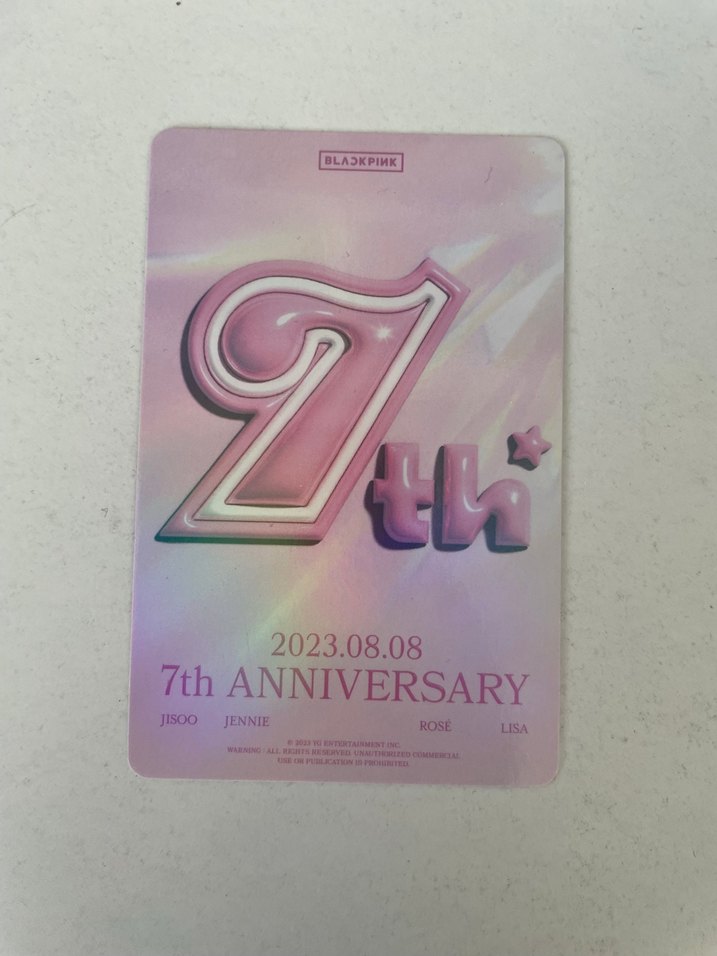 BLACKPINK
7th
2023.08.08
7th ANNIVERSARY
JISOO JENNIE ROSÉ LISA
© 2023 YG ENTERTAINMENT INC.
WARNING : ALL RIGHTS RESERVED. UNAUTHORIZED COMMERCIAL
USE OR PUBLICATION IS PROHIBITED.